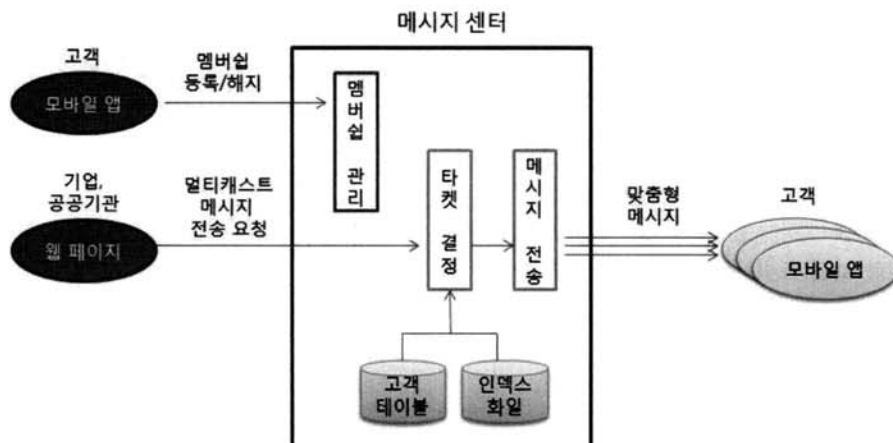 메시지 센터
고객
모바일 앱
멤버쉽
등록/해지
멤버쉽 관리
기업,
공공기관
웹 페이지
멀티캐스트
메시지
전송 요청
타켓 결정
메시지 전송
맞춤형
메시지
고객
모바일 앱
고객
테이블
인덱스
화일